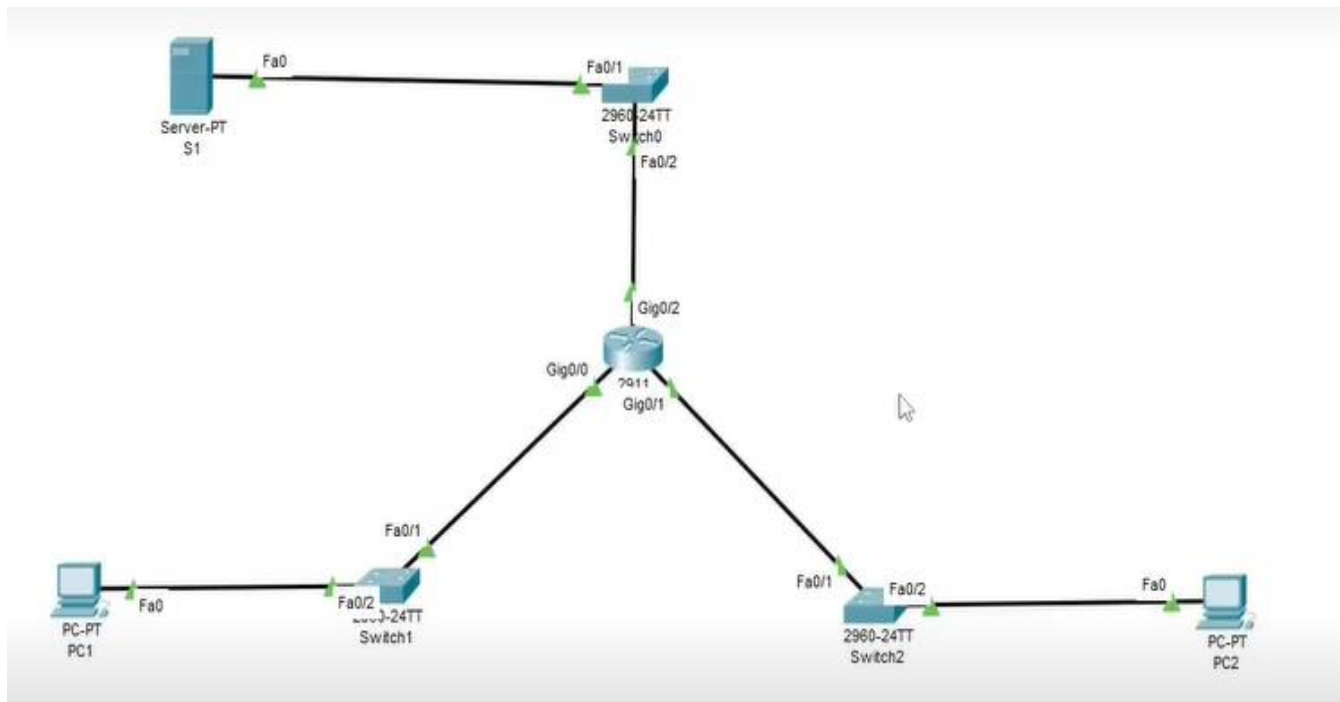 Fa0
Fa0/1
Server-PT
S1
2960-24TT
Switch0
Fa0/2
Gig0/2
Gig0/0
2911
Gig0/1
Fa0/1
Fa0/2
Fa0
PC-PT
PC1
Switch1
Fa0/1
Fa0/2
2960-24TT
Switch2
Fa0
PC-PT
PC2